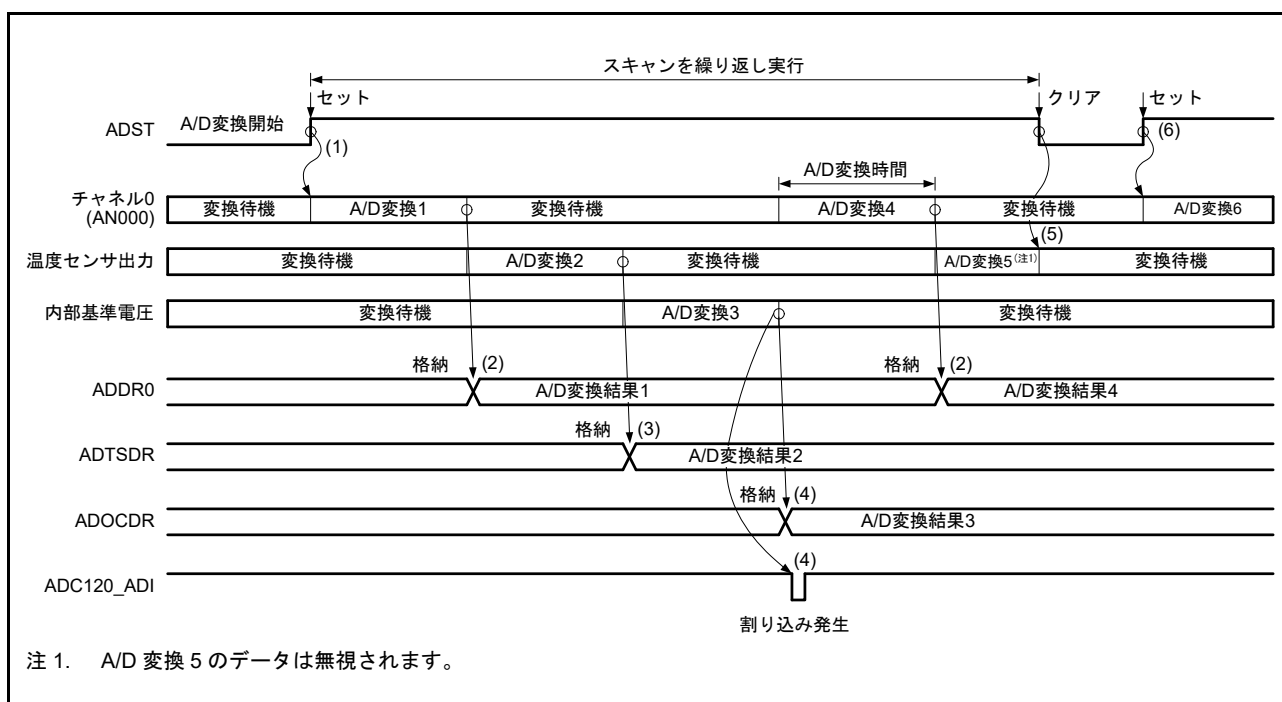 スキャンを繰り返し実行
セット
クリア
セット
ADST
A/D変換開始
(1)
(6)
A/D変換時間
チャネル0
(AN000)
変換待機
A/D変換1
変換待機
A/D変換4
変換待機
A/D変換6
(5)
温度センサ出力
変換待機
A/D変換2
変換待機
A/D変換5(注1)
変換待機
内部基準電圧
変換待機
A/D変換3
変換待機
格納
(2)
格納
(2)
ADDR0
A/D変換結果1
A/D変換結果4
格納
(3)
ADTSDR
A/D変換結果2
格納
(4)
ADOCDR
A/D変換結果3
(4)
ADC120_ADI
割り込み発生
注 1. A/D 変換 5 のデータは無視されます。